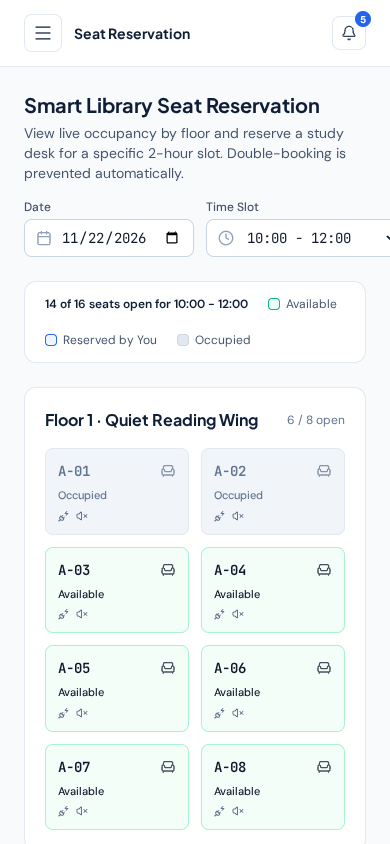 Seat Reservation
5
Smart Library Seat Reservation
View live occupancy by floor and reserve a study
desk for a specific 2-hour slot. Double-booking is
prevented automatically.
Date
Time Slot
11/22/2026
10:00 - 12:00
14 of 16 seats open for 10:00 – 12:00
Available
Reserved by You
Occupied
Floor 1 · Quiet Reading Wing
6 / 8 open
A-01
Occupied
A-02
Occupied
A-03
Available
A-04
Available
A-05
Available
A-06
Available
A-07
Available
A-08
Available